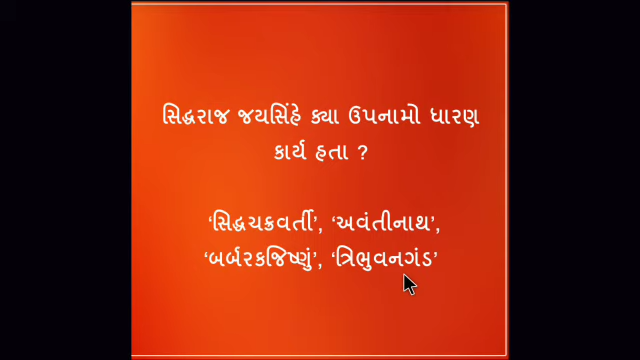 સિદ્ધરાજ જયસિંહે ક્યા ઉપનામો ધારણ
કાર્ય હતા ?
‘સિદ્ધચક્રવર્તી’, ‘અવંતીનાથ’,
‘બર્બરકજિષ્ણું’, ‘ત્રિભુવનગંડ’